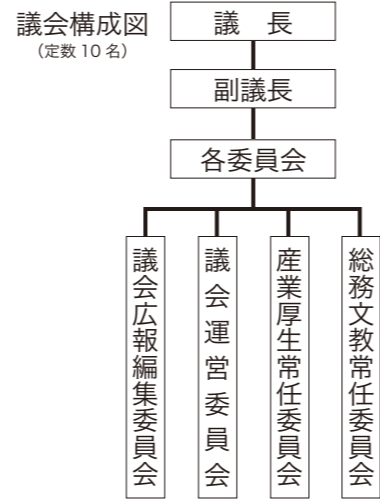 議会構成図
（定数 10 名）
議　長
副議長
各委員会
総務文教常任委員会
産業厚生常任委員会
議会運営委員会
議会広報編集委員会